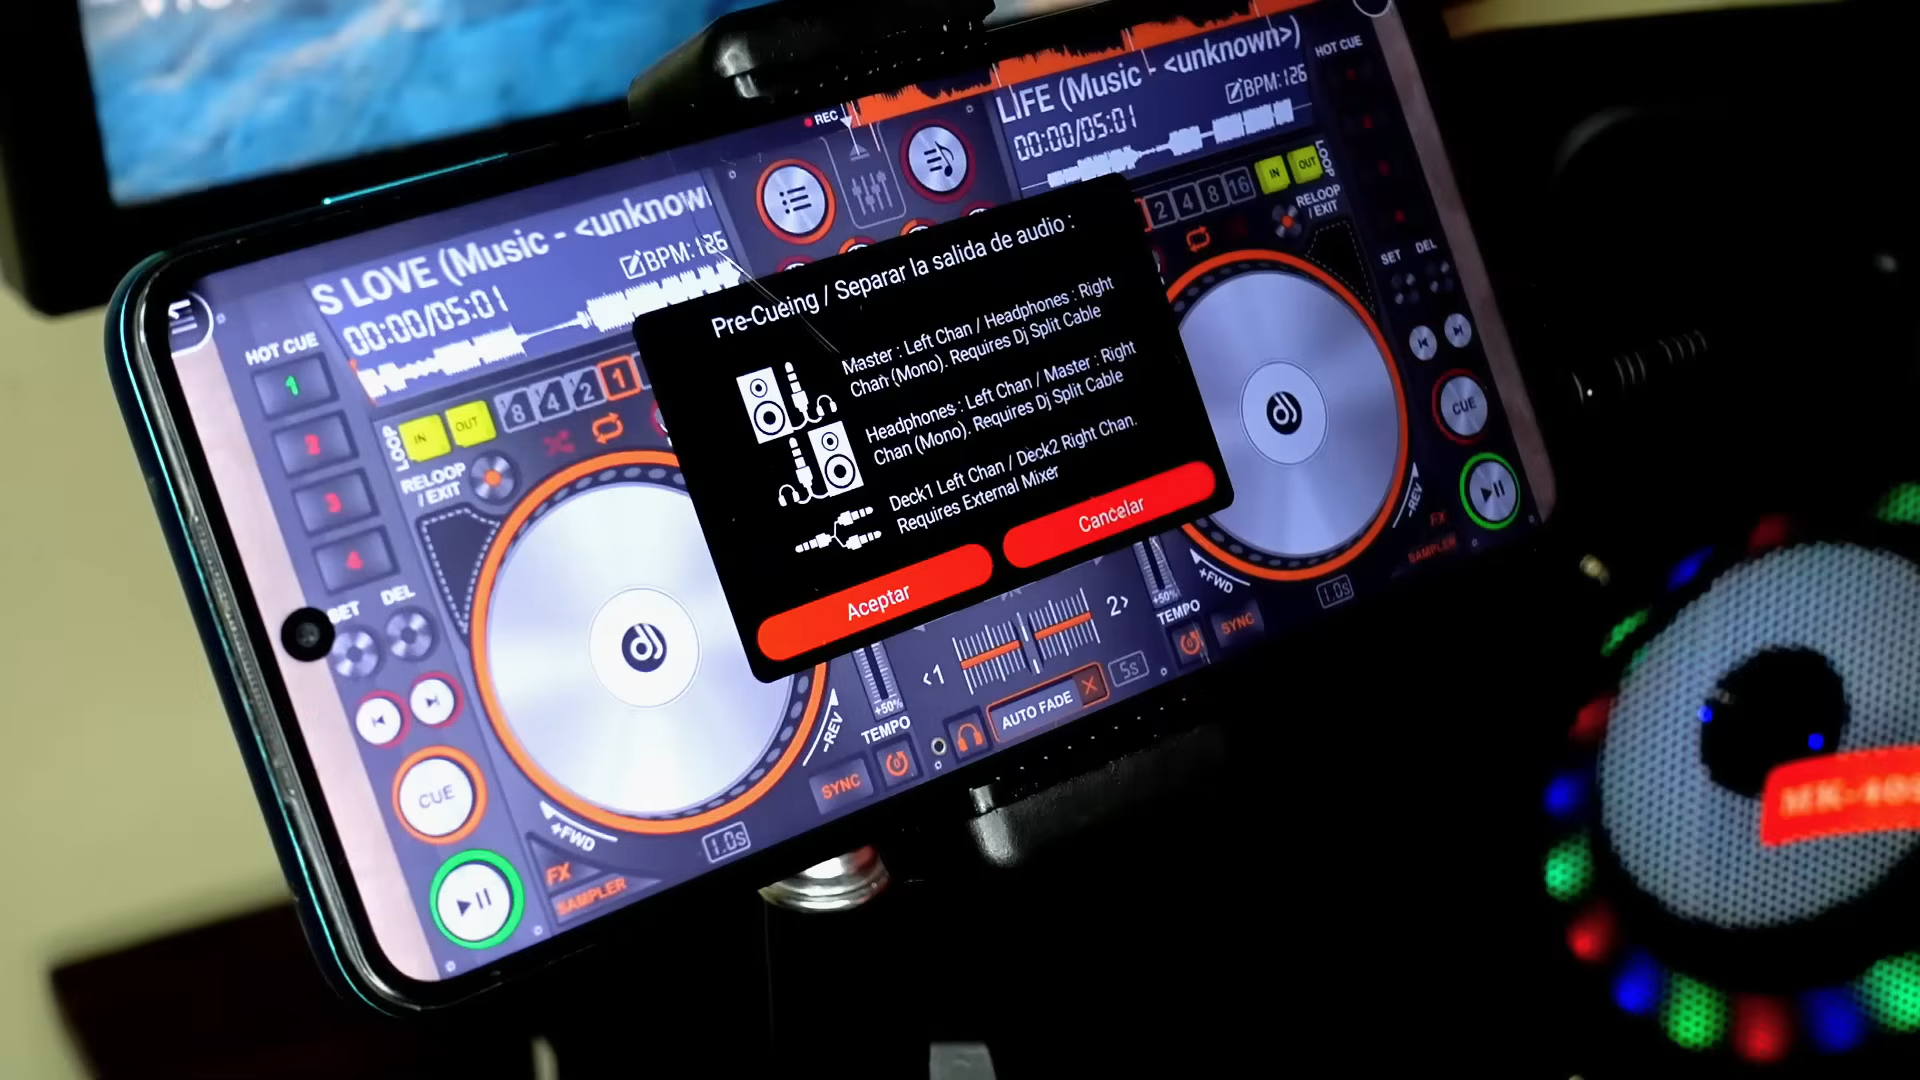 REC
S LOVE (Music - <unknow
BPM:126
00:00/05:01
LIFE (Music - <unknown>)
BPM:126
00:00/05:01
HOT CUE
1
2
3
4
SET DEL
CUE
LOOP
IN OUT
1/8 1/4 1/2 1
RELOOP
/ EXIT
-REV
+FWD
FX
SAMPLER
1.0s
SYNC
TEMPO
+50%
Pre-Cueing / Separar la salida de audio :
Master : Left Chan / Headphones : Right
Chan (Mono). Requires Dj Split Cable
Headphones : Left Chan / Master : Right
Chan (Mono). Requires Dj Split Cable
Deck1 Left Chan / Deck2 Right Chan.
Requires External Mixer
Aceptar
Cancelar
<1
2>
AUTO FADE
5s
2 4 8 16
IN OUT
LOOP
RELOOP
/ EXIT
HOT CUE
SET DEL
CUE
-REV
+FWD
FX
SAMPLER
1.0s
+50%
TEMPO
SYNC